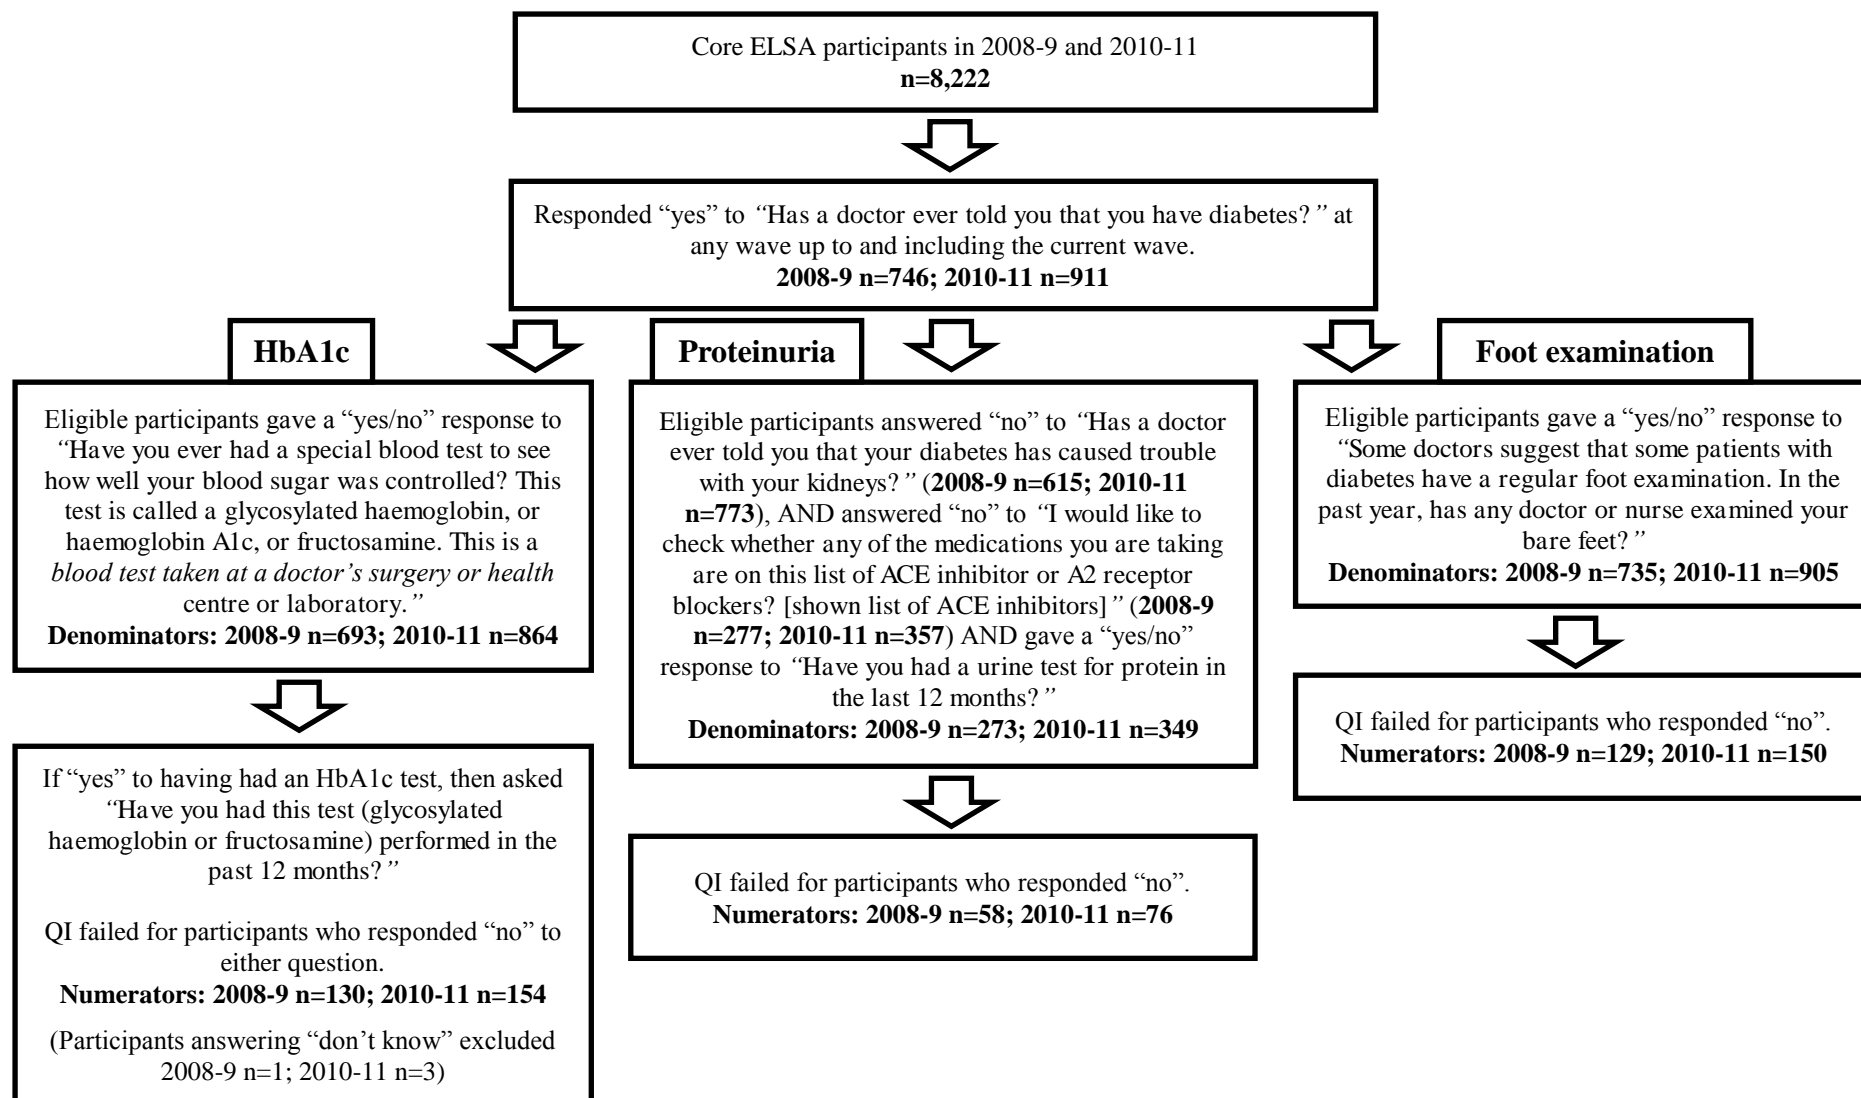 Core ELSA participants in 2008-9 and 2010-11
n=8,222
Responded “yes” to “Has a doctor ever told you that you have diabetes?” at
any wave up to and including the current wave.
2008-9 n=746; 2010-11 n=911
HbA1c
Eligible participants gave a “yes/no” response to
“Have you ever had a special blood test to see
how well your blood sugar was controlled? This
test is called a glycosylated haemoglobin, or
haemoglobin A1c, or fructosamine. This is a
blood test taken at a doctor’s surgery or health
centre or laboratory.”
Denominators: 2008-9 n=693; 2010-11 n=864
If “yes” to having had an HbA1c test, then asked
“Have you had this test (glycosylated
haemoglobin or fructosamine) performed in the
past 12 months?”
QI failed for participants who responded “no” to
either question.
Numerators: 2008-9 n=130; 2010-11 n=154
(Participants answering “don’t know” excluded
2008-9 n=1; 2010-11 n=3)
Proteinuria
Eligible participants answered “no” to “Has a doctor
ever told you that your diabetes has caused trouble
with your kidneys?” (2008-9 n=615; 2010-11
n=773), AND answered “no” to “I would like to
check whether any of the medications you are taking
are on this list of ACE inhibitor or A2 receptor
blockers? [shown list of ACE inhibitors]” (2008-9
n=277; 2010-11 n=357) AND gave a “yes/no”
response to “Have you had a urine test for protein in
the last 12 months?”
Denominators: 2008-9 n=273; 2010-11 n=349
QI failed for participants who responded “no”.
Numerators: 2008-9 n=58; 2010-11 n=76
Foot examination
Eligible participants gave a “yes/no” response to
“Some doctors suggest that some patients with
diabetes have a regular foot examination. In the
past year, has any doctor or nurse examined your
bare feet?”
Denominators: 2008-9 n=735; 2010-11 n=905
QI failed for participants who responded “no”.
Numerators: 2008-9 n=129; 2010-11 n=150